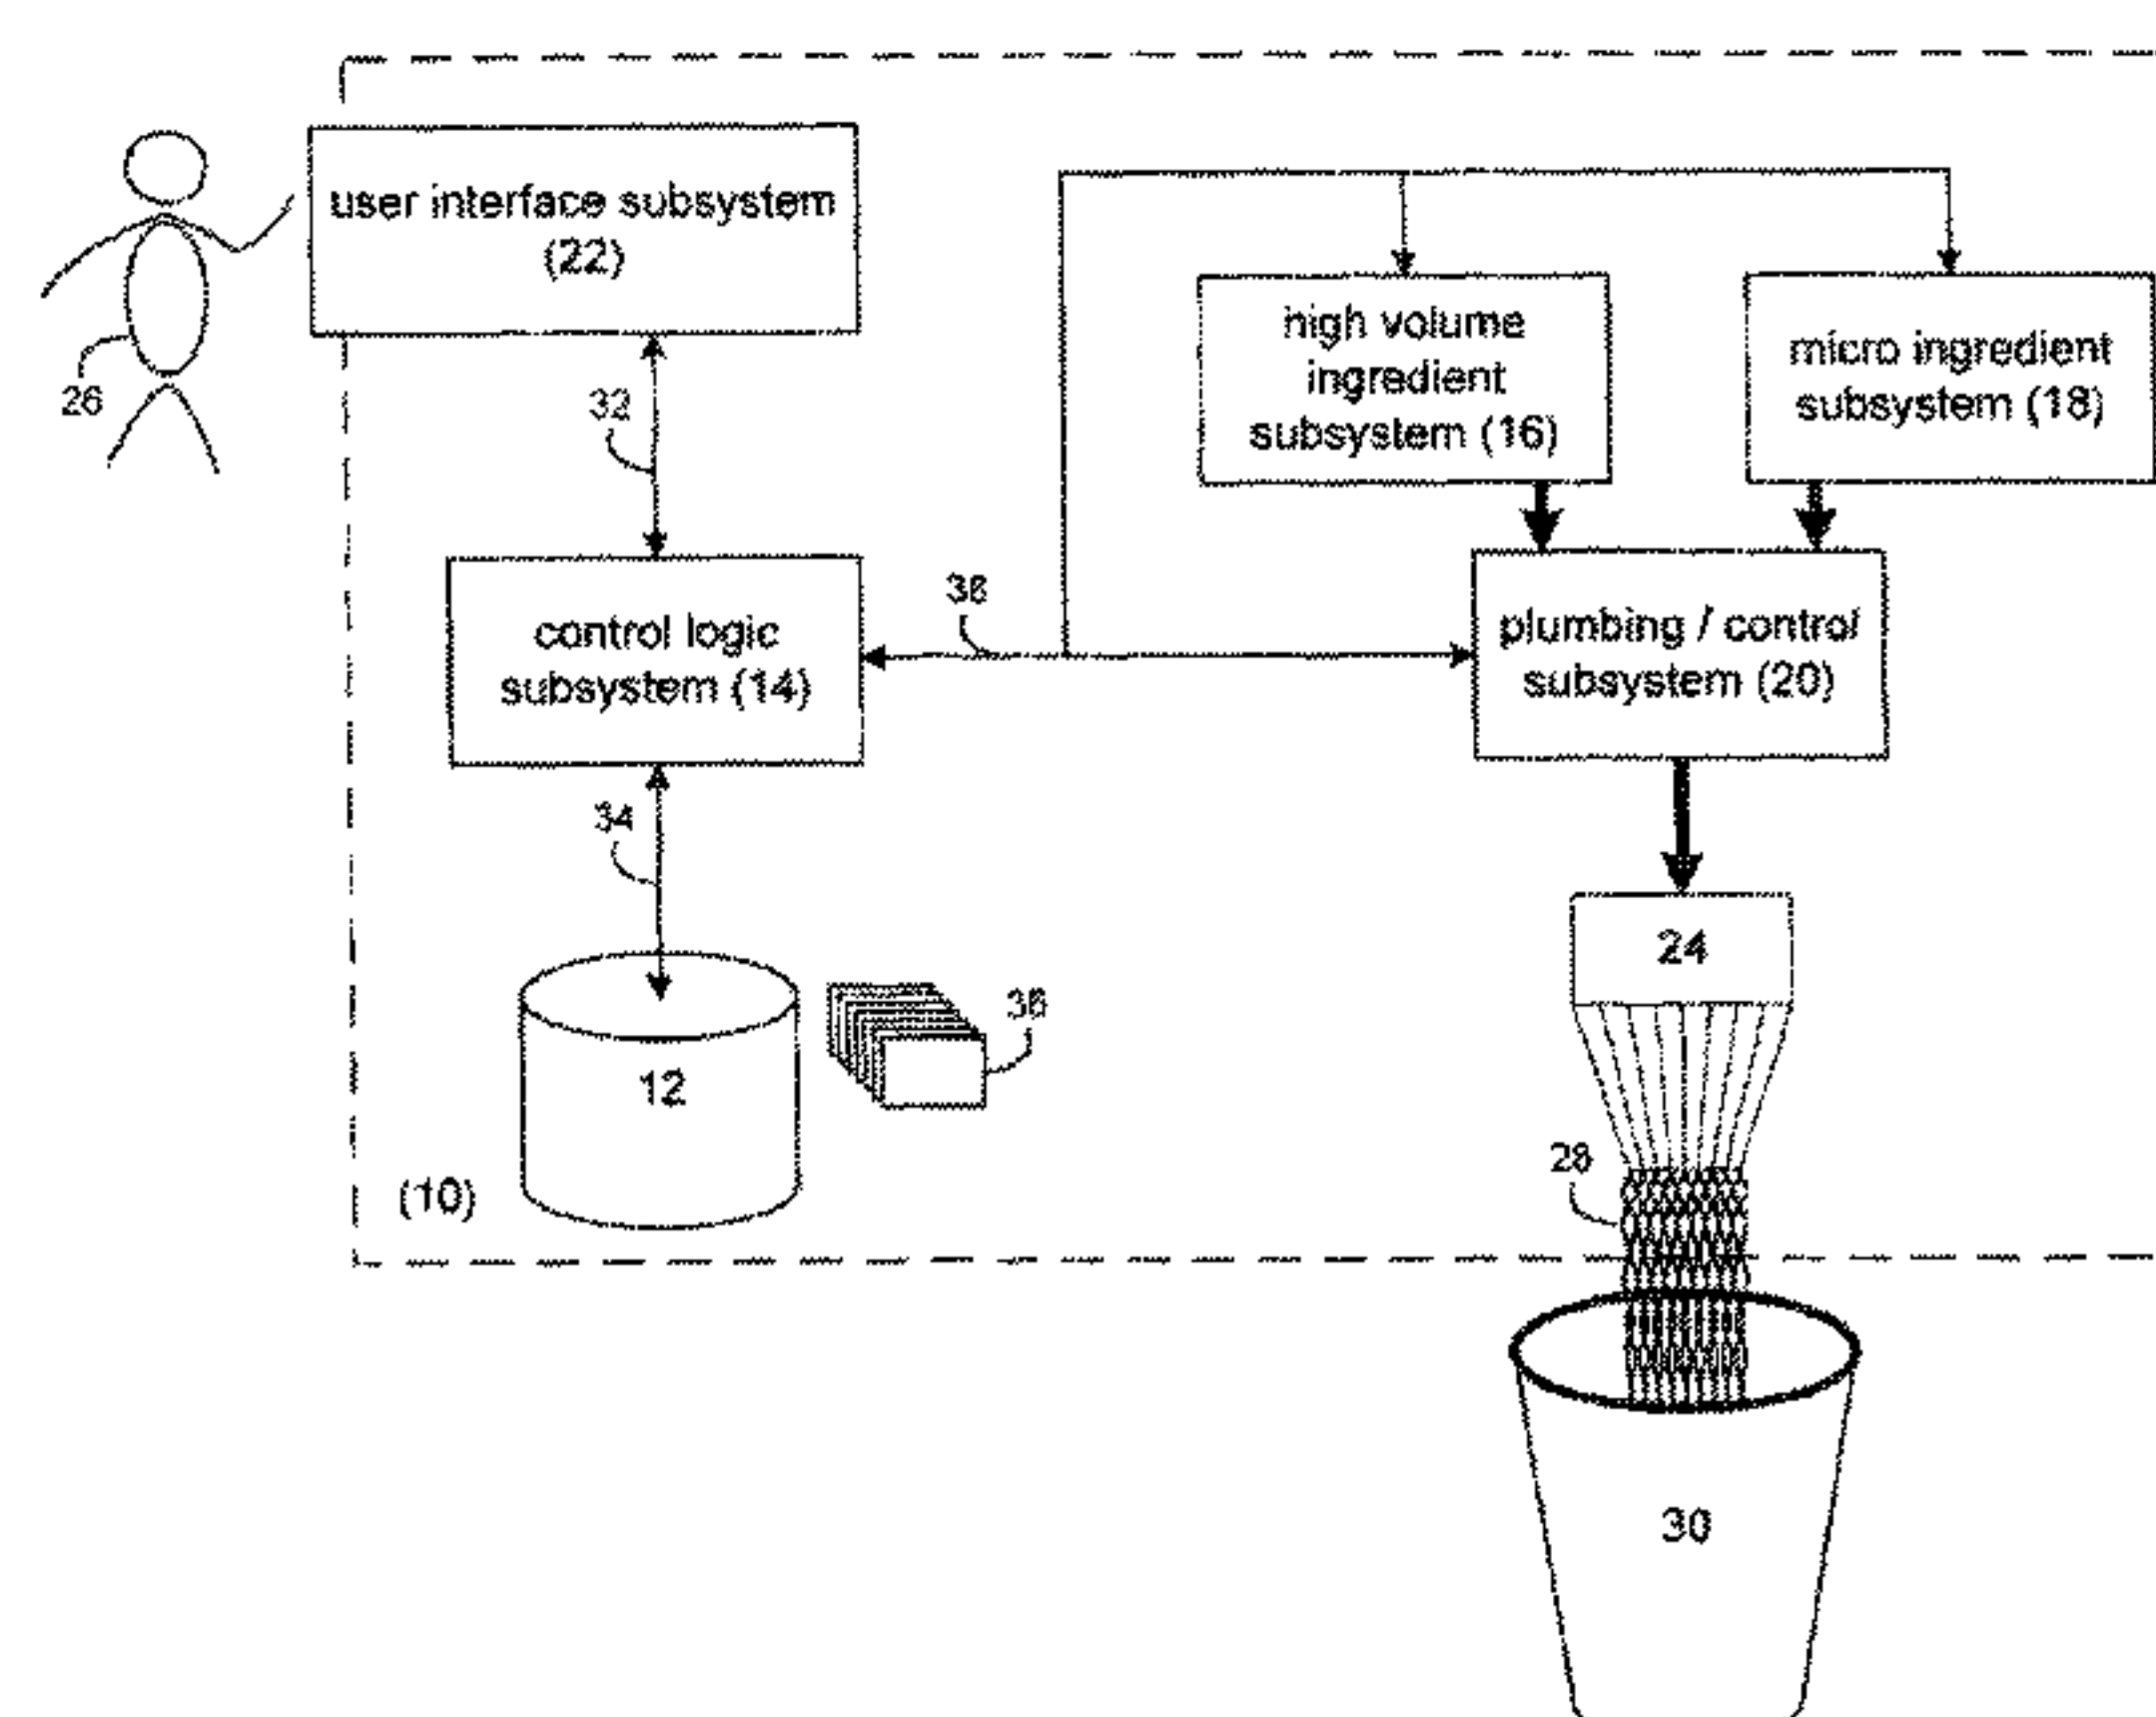 user interface subsystem
(22)
high volume
ingredient
subsystem (16)
micro ingredient
subsystem (18)
26
32
38
control logic
subsystem (14)
plumbing / control
subsystem (20)
34
24
36
12
28
(10)
30